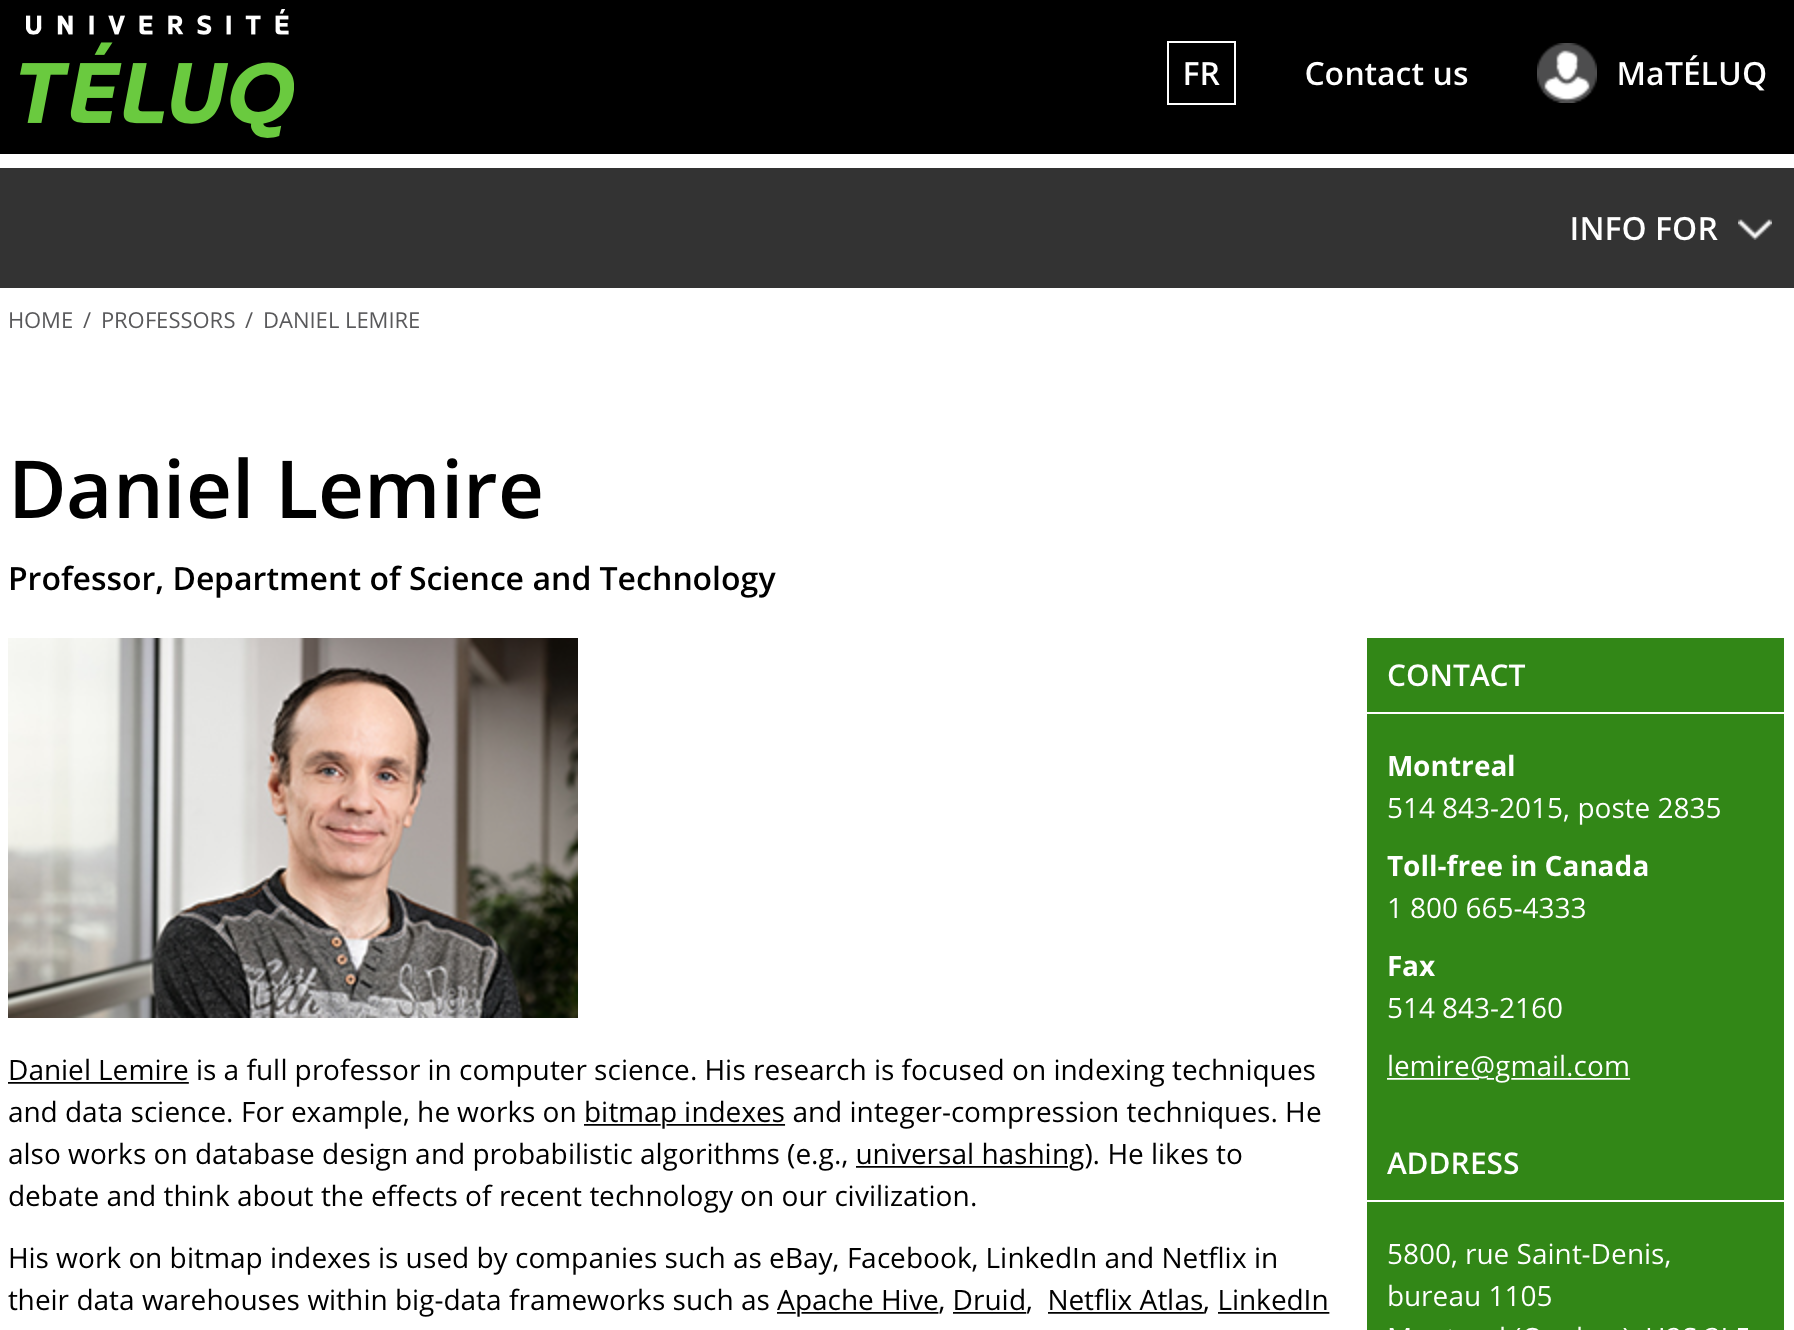 UNIVERSITÉ
TÉLUQ
FR
Contact us
MaTÉLUQ
INFO FOR
HOME / PROFESSORS / DANIEL LEMIRE
Daniel Lemire
Professor, Department of Science and Technology
Daniel Lemire is a full professor in computer science. His research is focused on indexing techniques
and data science. For example, he works on bitmap indexes and integer-compression techniques. He
also works on database design and probabilistic algorithms (e.g., universal hashing). He likes to
debate and think about the effects of recent technology on our civilization.
His work on bitmap indexes is used by companies such as eBay, Facebook, LinkedIn and Netflix in
their data warehouses within big-data frameworks such as Apache Hive, Druid, Netflix Atlas, LinkedIn
CONTACT
Montreal
514 843-2015, poste 2835
Toll-free in Canada
1 800 665-4333
Fax
514 843-2160
lemire@gmail.com
ADDRESS
5800, rue Saint-Denis,
bureau 1105